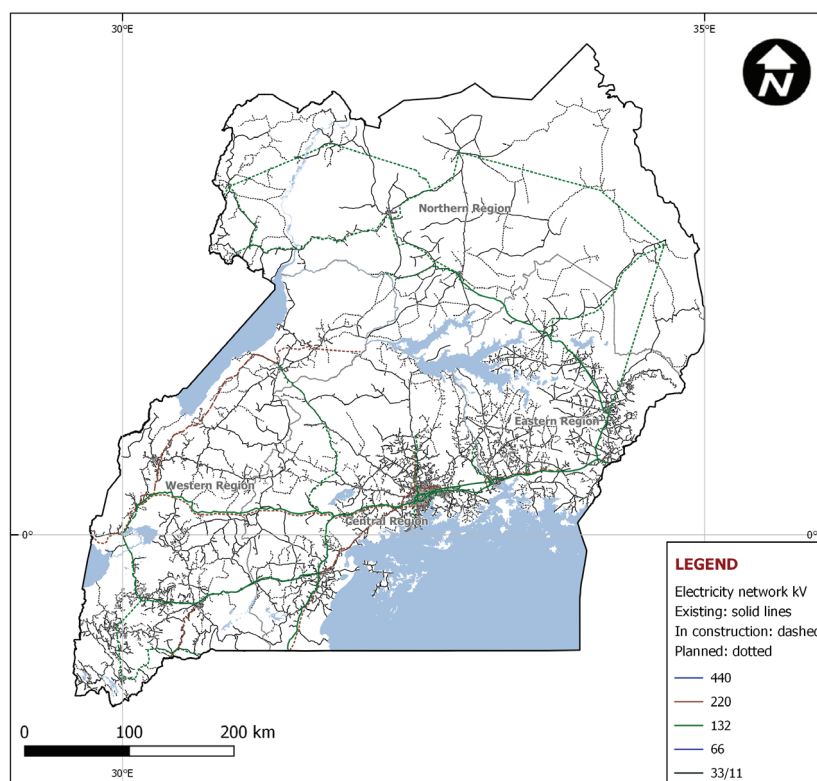 30°E
35°E
N
Northern Region
Eastern Region
Western Region
Central Region
0°
0°
LEGEND
Electricity network kV
Existing: solid lines
In construction: dashed
Planned: dotted
440
220
132
66
33/11
0 100 200 km
30°E